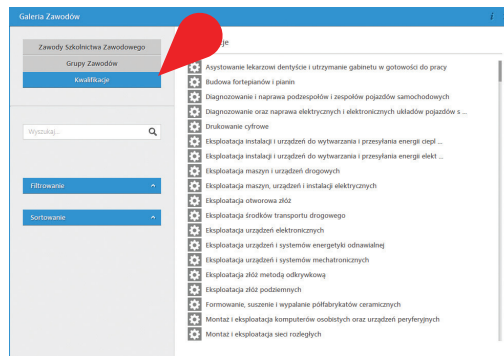 Galeria Zawodów
i
Zawody Szkolnictwa Zawodowego
Grupy Zawodów
Kwalifikacje
Wyszukaj...
Filtrowanie
Sortowanie
Asystowanie lekarzowi dentyście i utrzymanie gabinetu w gotowości do pracy
Budowa fortepianów i pianin
Diagnozowanie i naprawa podzespołów i zespołów pojazdów samochodowych
Diagnozowanie oraz naprawa elektrycznych i elektronicznych układów pojazdów s ...
Drukowanie cyfrowe
Eksploatacja instalacji i urządzeń do wytwarzania i przesyłania energii ciepl ...
Eksploatacja instalacji i urządzeń do wytwarzania i przesyłania energii elekt ...
Eksploatacja maszyn i urządzeń drogowych
Eksploatacja maszyn, urządzeń i instalacji elektrycznych
Eksploatacja otworowa złóż
Eksploatacja środków transportu drogowego
Eksploatacja urządzeń elektronicznych
Eksploatacja urządzeń i systemów energetyki odnawialnej
Eksploatacja urządzeń i systemów mechatronicznych
Eksploatacja złóż metodą odkrywkową
Eksploatacja złóż podziemnych
Formowanie, suszenie i wypalanie półfabrykatów ceramicznych
Montaż i eksploatacja komputerów osobistych oraz urządzeń peryferyjnych
Montaż i eksploatacja sieci rozległych